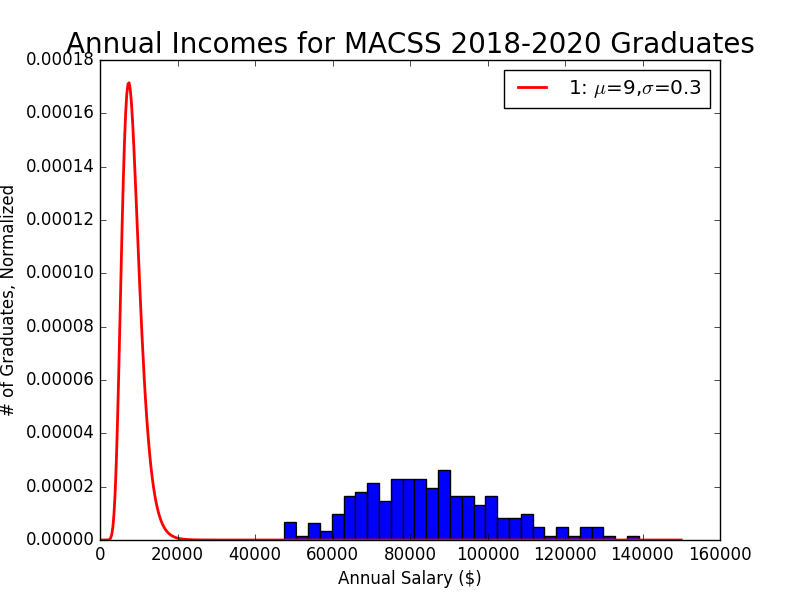 Annual Incomes for MACSS 2018-2020 Graduates
1: μ=9,σ=0.3
0.00018
0.00016
0.00014
0.00012
0.00010
0.00008
0.00006
0.00004
0.00002
0.00000
# of Graduates, Normalized
0 20000 40000 60000 80000 100000 120000 140000 160000
Annual Salary ($)